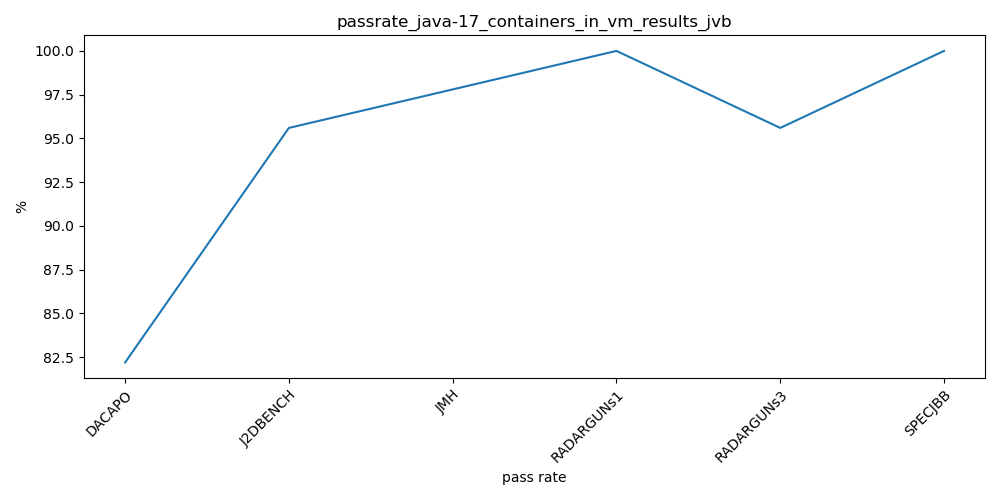 passrate_java-17_containers_in_vm_results_jvb
100.0
97.5
95.0
92.5
90.0
87.5
85.0
82.5
%
DACAPO
J2DBENCH
JMH
RADARGUNs1
RADARGUNs3
SPECJBB
pass rate